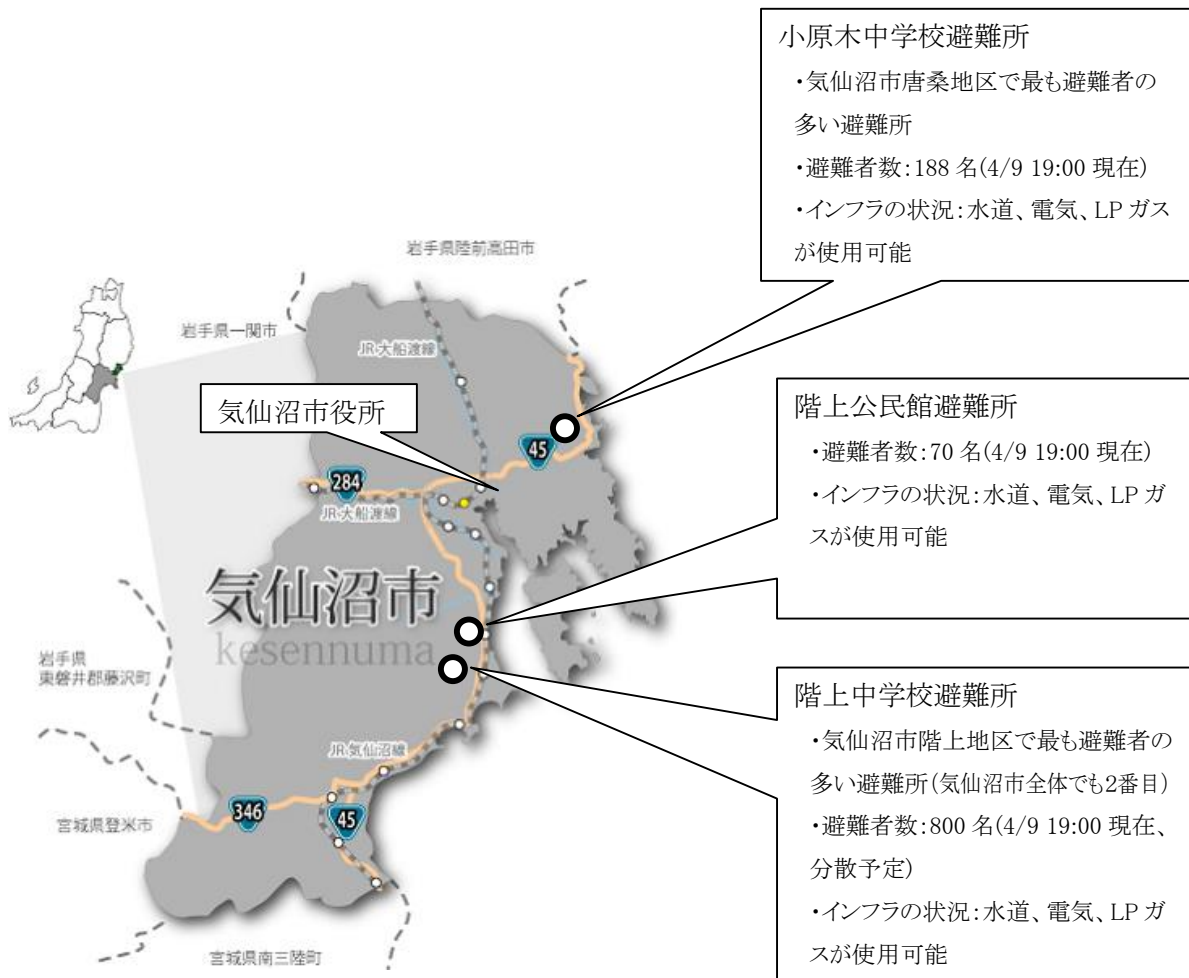 小原木中学校避難所
・気仙沼市唐桑地区で最も避難者の
多い避難所
・避難者数:188 名(4/9 19:00 現在)
・インフラの状況:水道、電気、LP ガス
が使用可能
岩手県陸前高田市
岩手県一関市
JR大船渡線
気仙沼市役所
45
284
JR大船渡線
階上公民館避難所
・避難者数:70 名(4/9 19:00 現在)
・インフラの状況:水道、電気、LP ガ
スが使用可能
気仙沼市
kesennuma
岩手県
東磐井郡藤沢町
階上中学校避難所
・気仙沼市階上地区で最も避難者の
多い避難所(気仙沼市全体でも2番目)
・避難者数:800 名(4/9 19:00 現在、
分散予定)
・インフラの状況:水道、電気、LP ガ
スが使用可能
JR気仙沼線
346
45
宮城県登米市
宮城県南三陸町